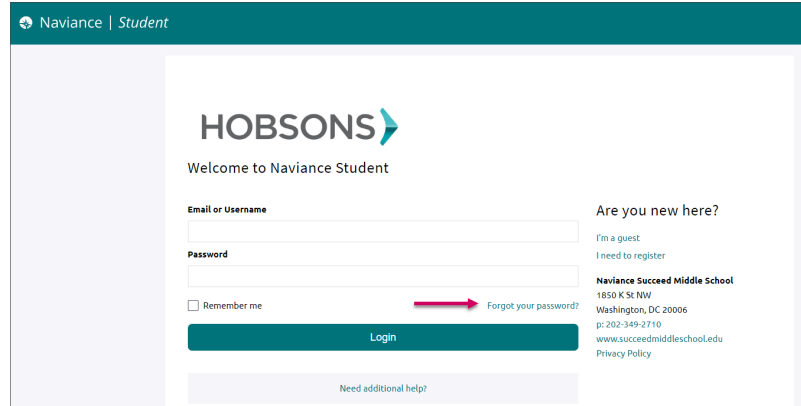 Naviance | Student
HOBSONS
Welcome to Naviance Student
Email or Username
Password
Remember me
Forgot your password?
Login
Need additional help?
Are you new here?
I'm a guest
I need to register
Naviance Succeed Middle School
1850 K St NW
Washington, DC 20006
p: 202-349-2710
www.succeedmiddleschool.edu
Privacy Policy